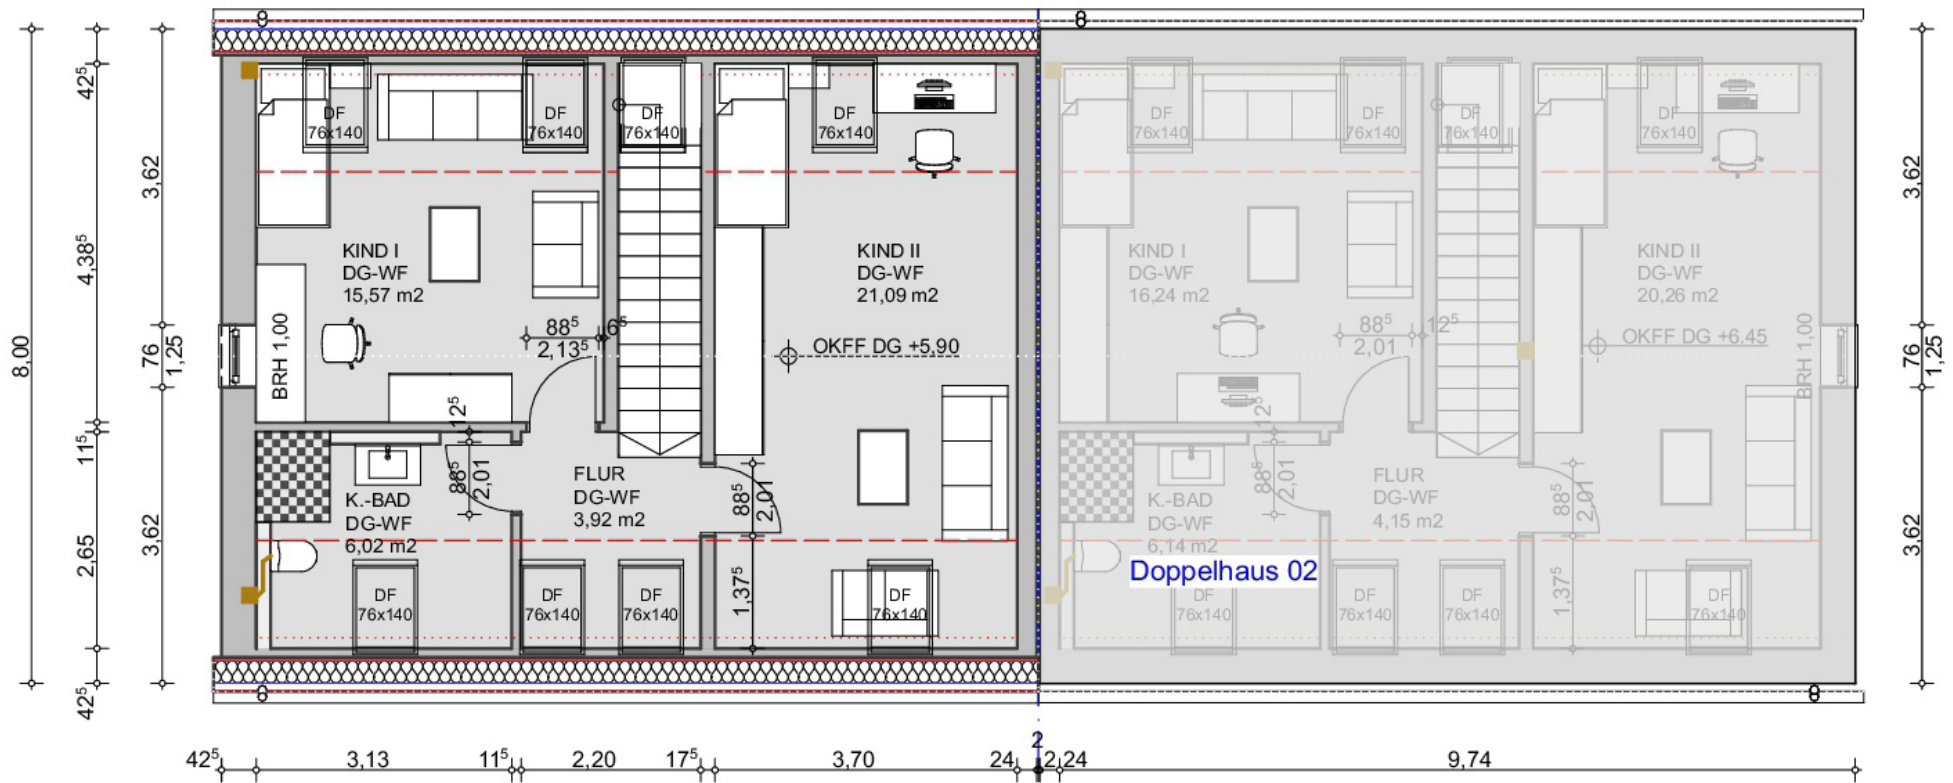 8
8
DF
76x140
DF
76x140
DF
76x140
DF
76x140
DF
76x140
DF
76x140
DF
76x140
DF
76x140
42⁵
3,62
4,38⁵
8,00
76
1,25
11⁵
2,65
3,62
42⁵
3,62
76
1,25
3,62
KIND I
DG-WF
15,57 m2
KIND II
DG-WF
21,09 m2
KIND I
DG-WF
16,24 m2
KIND II
DG-WF
20,26 m2
BRH 1,00
88⁵
6⁵
2,13⁵
OKFF DG +5,90
88⁵
12⁵
2,01
OKFF DG +6.45
BRH 1,00
12⁵
88⁵
2,01
K.-BAD
DG-WF
6,02 m2
FLUR
DG-WF
3,92 m2
88⁵
2,01
1,37⁵
12⁵
88⁵
2,01
K.-BAD
DG-WF
6,14 m2
FLUR
DG-WF
4,15 m2
88⁵
2,01
1,37⁵
Doppelhaus 02
DF
76x140
DF
76x140
DF
76x140
DF
76x140
DF
76x140
DF
76x140
DF
76x140
DF
76x140
8
8
42⁵
3,13
11⁵
2,20
17⁵
3,70
24
2
2,24
9,74